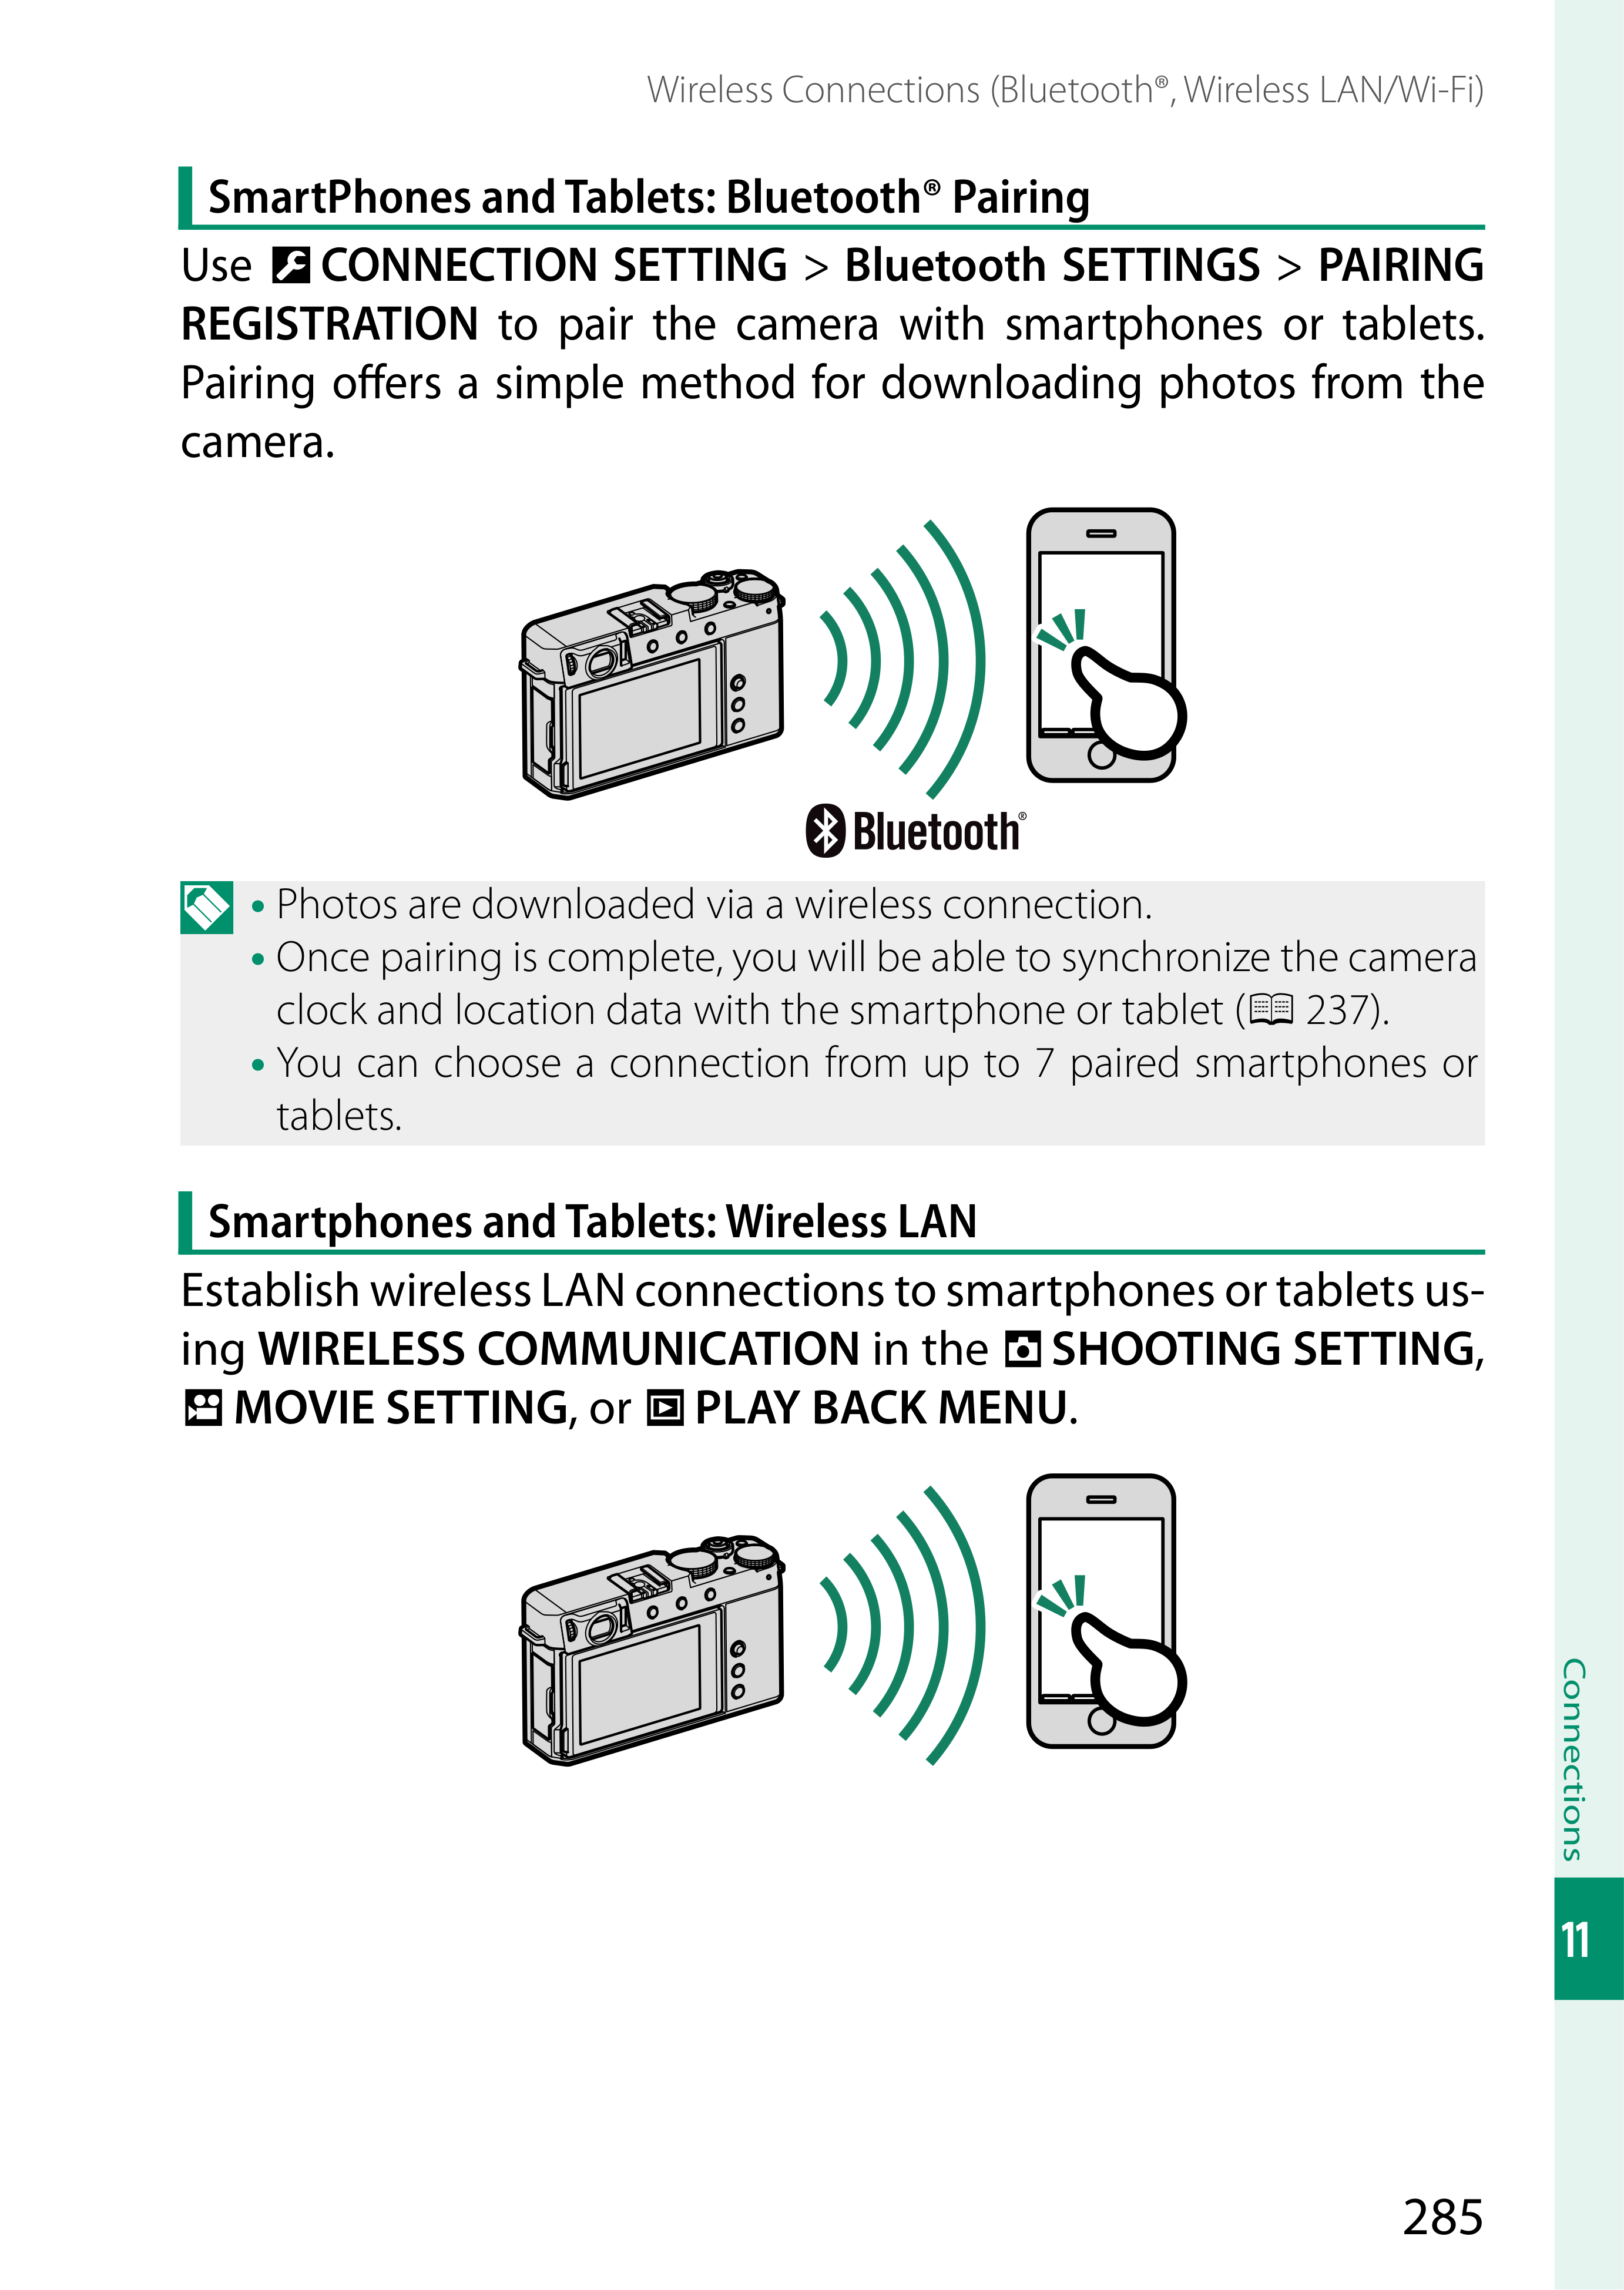 Wireless Connections (Bluetooth®, Wireless LAN/Wi-Fi)
SmartPhones and Tablets: Bluetooth® Pairing
Use CONNECTION SETTING > Bluetooth SETTINGS > PAIRING
REGISTRATION to pair the camera with smartphones or tablets.
Pairing offers a simple method for downloading photos from the
camera.
Bluetooth®
• Photos are downloaded via a wireless connection.
• Once pairing is complete, you will be able to synchronize the camera
clock and location data with the smartphone or tablet (237).
• You can choose a connection from up to 7 paired smartphones or
tablets.
Smartphones and Tablets: Wireless LAN
Establish wireless LAN connections to smartphones or tablets us-
ing WIRELESS COMMUNICATION in the SHOOTING SETTING,
MOVIE SETTING, or PLAY BACK MENU.
Connections
11
285